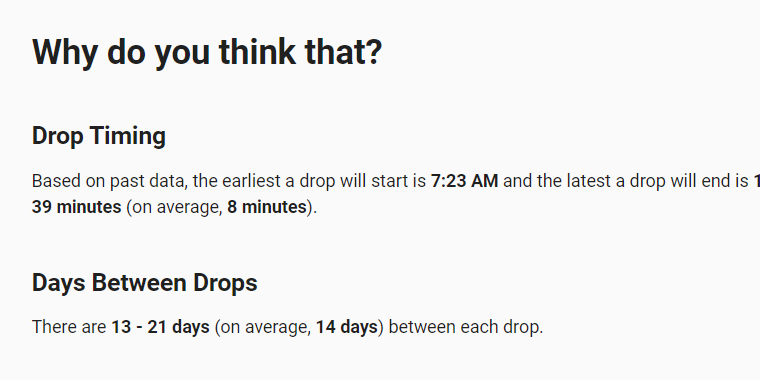 Why do you think that?
Drop Timing
Based on past data, the earliest a drop will start is 7:23 AM and the latest a drop will end is 1
39 minutes (on average, 8 minutes).
Days Between Drops
There are 13 - 21 days (on average, 14 days) between each drop.